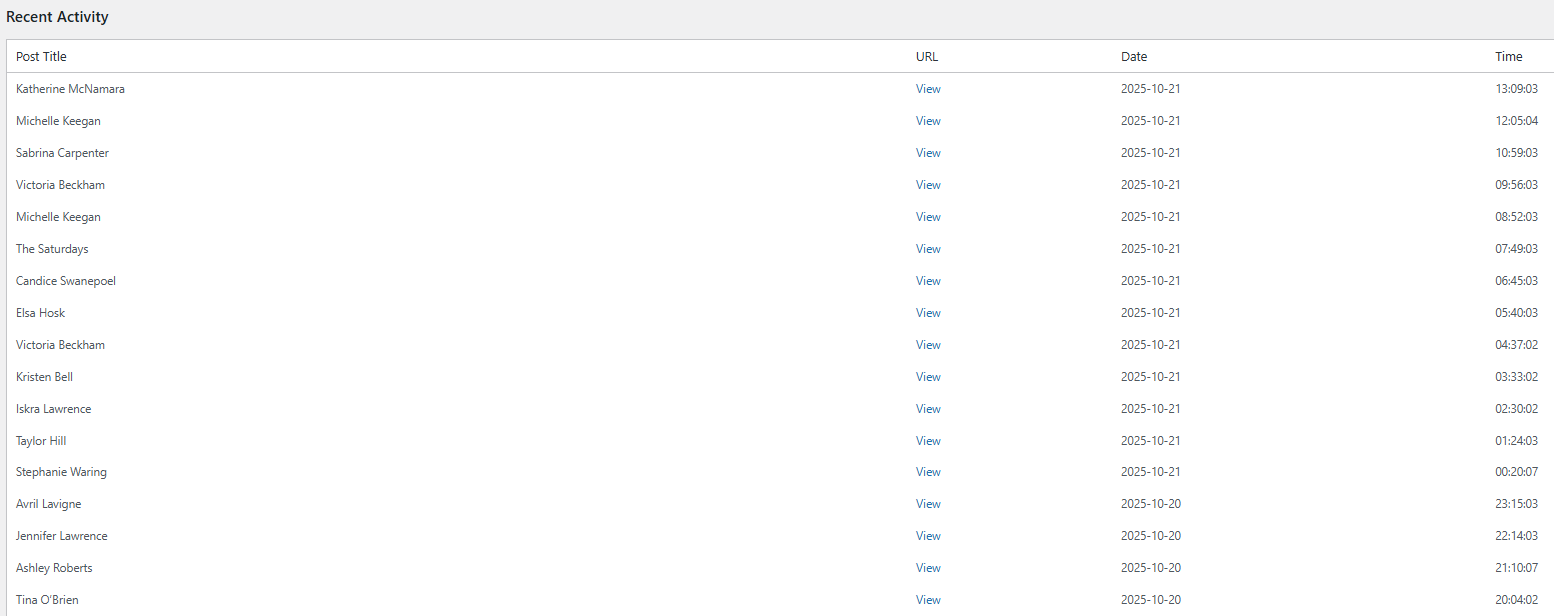 Recent Activity
Post Title URL Date Time
Katherine McNamara View 2025-10-21 13:09:03
Michelle Keegan View 2025-10-21 12:05:04
Sabrina Carpenter View 2025-10-21 10:59:03
Victoria Beckham View 2025-10-21 09:56:03
Michelle Keegan View 2025-10-21 08:52:03
The Saturdays View 2025-10-21 07:49:03
Candice Swanepoel View 2025-10-21 06:45:03
Elsa Hosk View 2025-10-21 05:40:03
Victoria Beckham View 2025-10-21 04:37:02
Kristen Bell View 2025-10-21 03:33:02
Iskra Lawrence View 2025-10-21 02:30:02
Taylor Hill View 2025-10-21 01:24:03
Stephanie Waring View 2025-10-21 00:20:07
Avril Lavigne View 2025-10-20 23:15:03
Jennifer Lawrence View 2025-10-20 22:14:03
Ashley Roberts View 2025-10-20 21:10:07
Tina O'Brien View 2025-10-20 20:04:02